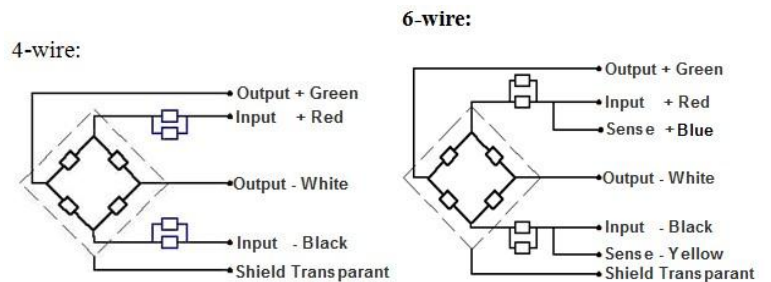 4-wire:
Output + Green
Input + Red
Output - White
Input - Black
Shield Transparant
6-wire:
Output + Green
Input + Red
Sense + Blue
Output - White
Input - Black
Sense - Yellow
Shield Transparant